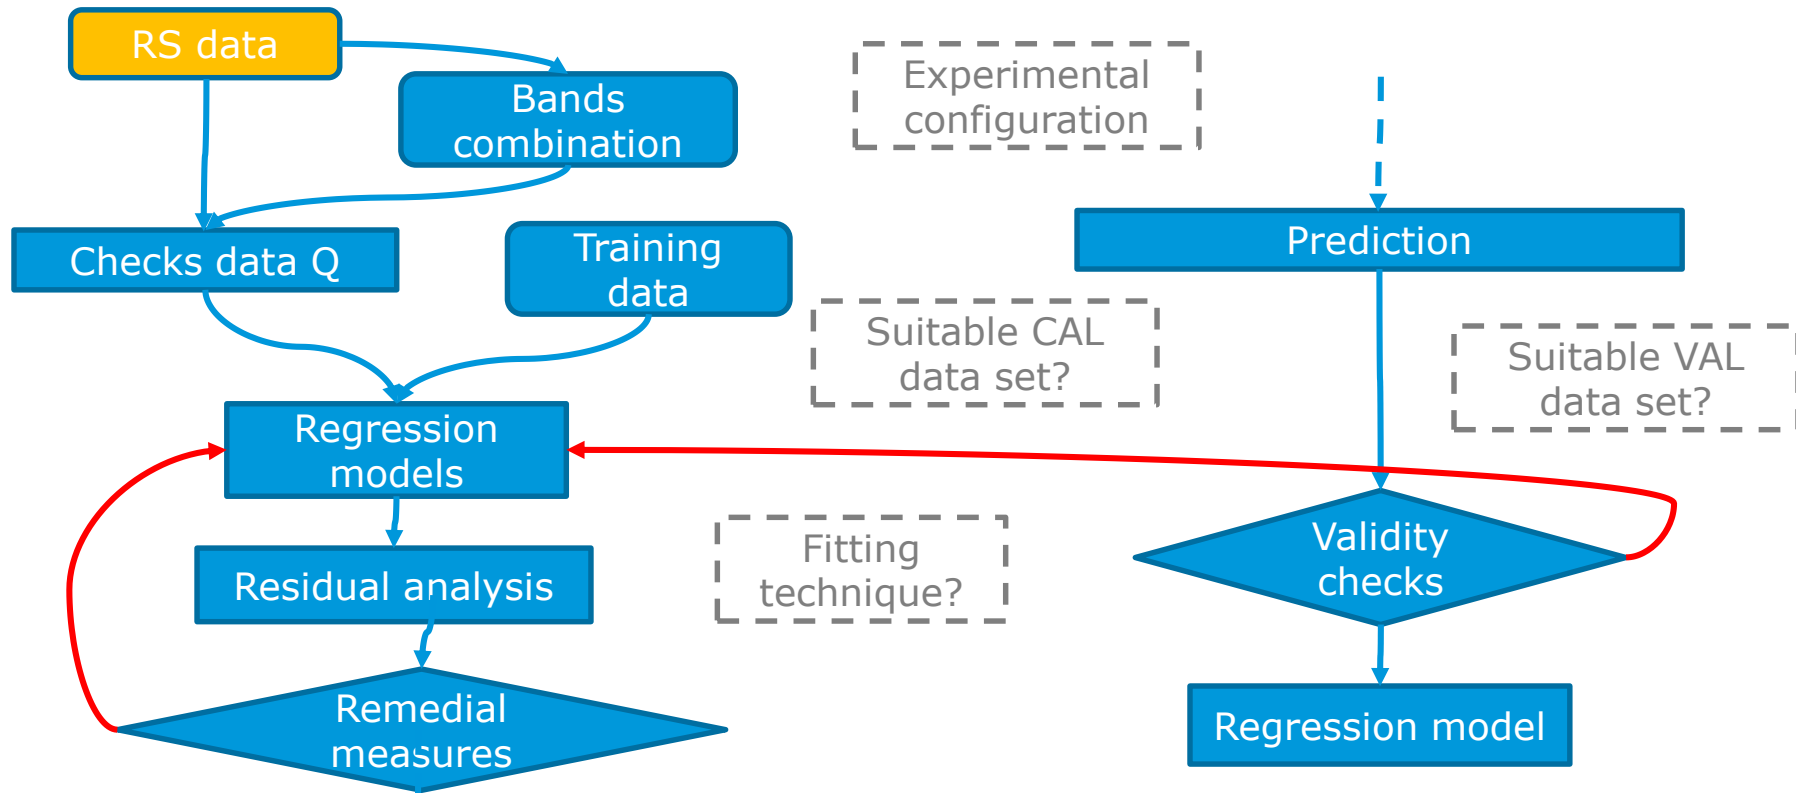 RS data
Bands
combination
Experimental
configuration
Checks data Q
Training
data
Prediction
Suitable CAL
data set?
Suitable VAL
data set?
Regression
models
Residual analysis
Fitting
technique?
Validity
checks
Remedial
measures
Regression model